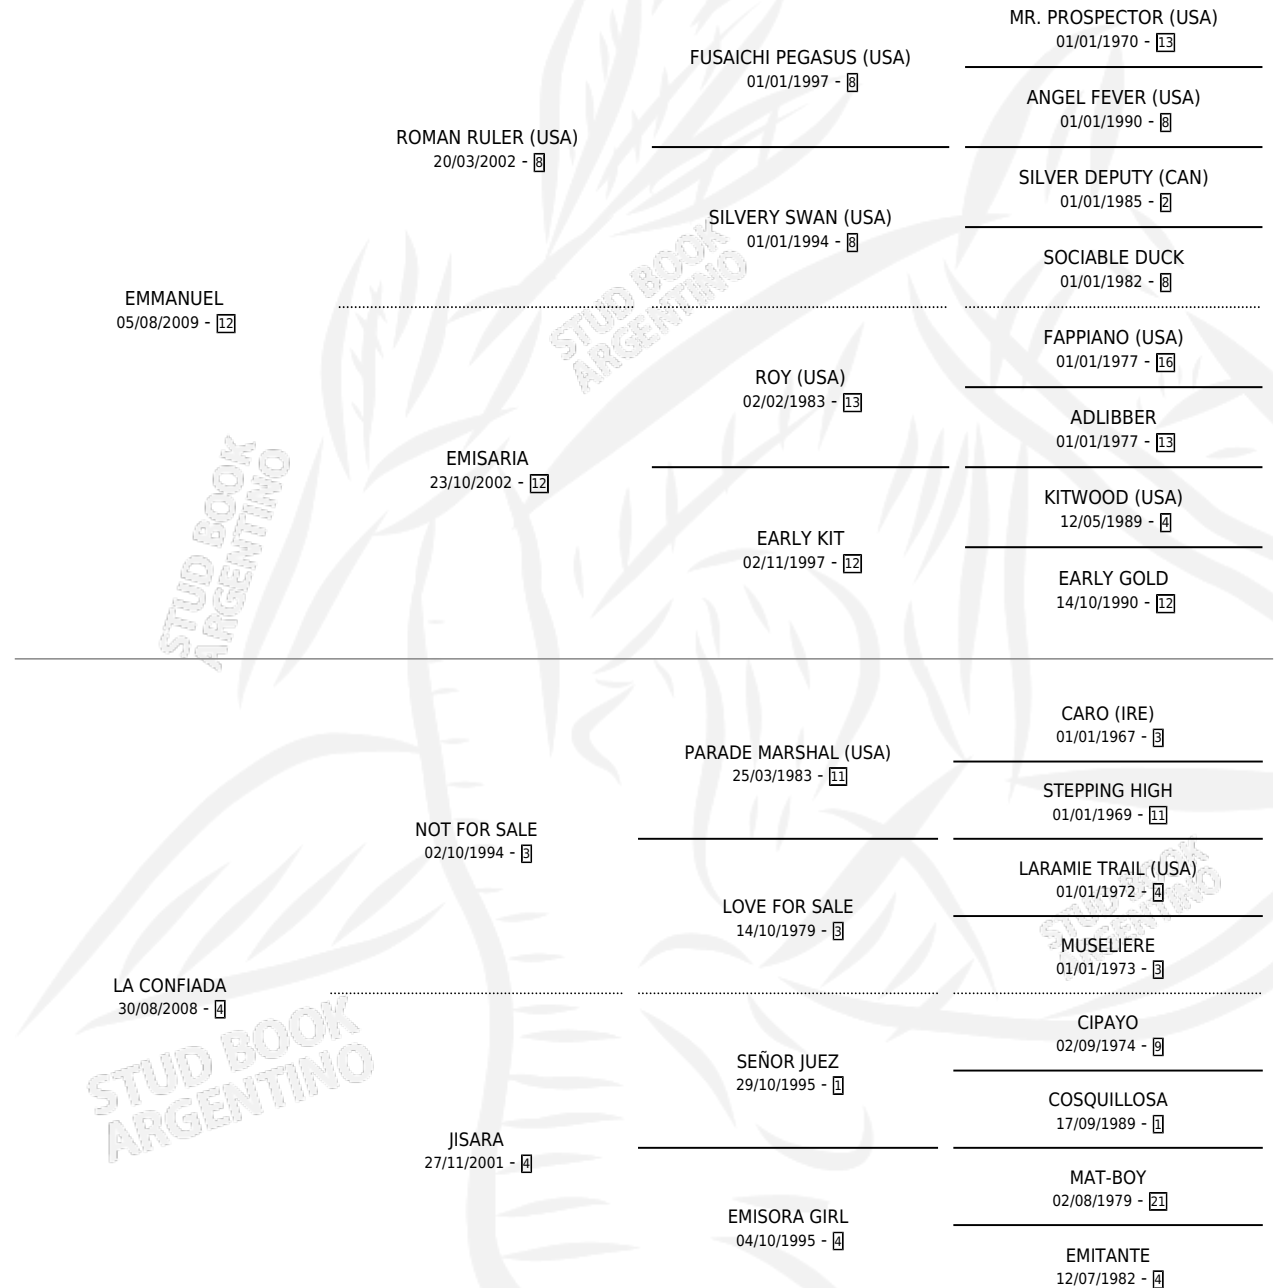 MR. PROSPECTOR (USA)
01/01/1970 - 13
FUSAICHI PEGASUS (USA)
01/01/1997 - 8
ANGEL FEVER (USA)
01/01/1990 - 8
ROMAN RULER (USA)
20/03/2002 - 8
SILVER DEPUTY (CAN)
01/01/1985 - 2
SILVERY SWAN (USA)
01/01/1994 - 8
SOCIABLE DUCK
01/01/1982 - 8
STUD BOOK
ARGENTINO
EMMANUEL
05/08/2009 - 12
FAPPIANO (USA)
01/01/1977 - 16
ROY (USA)
02/02/1983 - 13
ADLIBBER
01/01/1977 - 13
EMISARIA
23/10/2002 - 12
KITWOOD (USA)
12/05/1989 - 4
EARLY KIT
02/11/1997 - 12
EARLY GOLD
14/10/1990 - 12
STUD BOOK
ARGENTINO
CARO (IRE)
01/01/1967 - 3
PARADE MARSHAL (USA)
25/03/1983 - 11
STEPPING HIGH
01/01/1969 - 11
NOT FOR SALE
02/10/1994 - 3
LARAMIE TRAIL (USA)
01/01/1972 - 4
LOVE FOR SALE
14/10/1979 - 3
MUSELIERE
01/01/1973 - 3
STUD BOOK
ARGENTINO
LA CONFIADA
30/08/2008 - 4
CIPAYO
02/09/1974 - 9
SEÑOR JUEZ
29/10/1995 - 1
COSQUILLOSA
17/09/1989 - 1
STUD BOOK
ARGENTINO
JISARA
27/11/2001 - 4
MAT-BOY
02/08/1979 - 21
EMISORA GIRL
04/10/1995 - 4
EMITANTE
12/07/1982 - 4